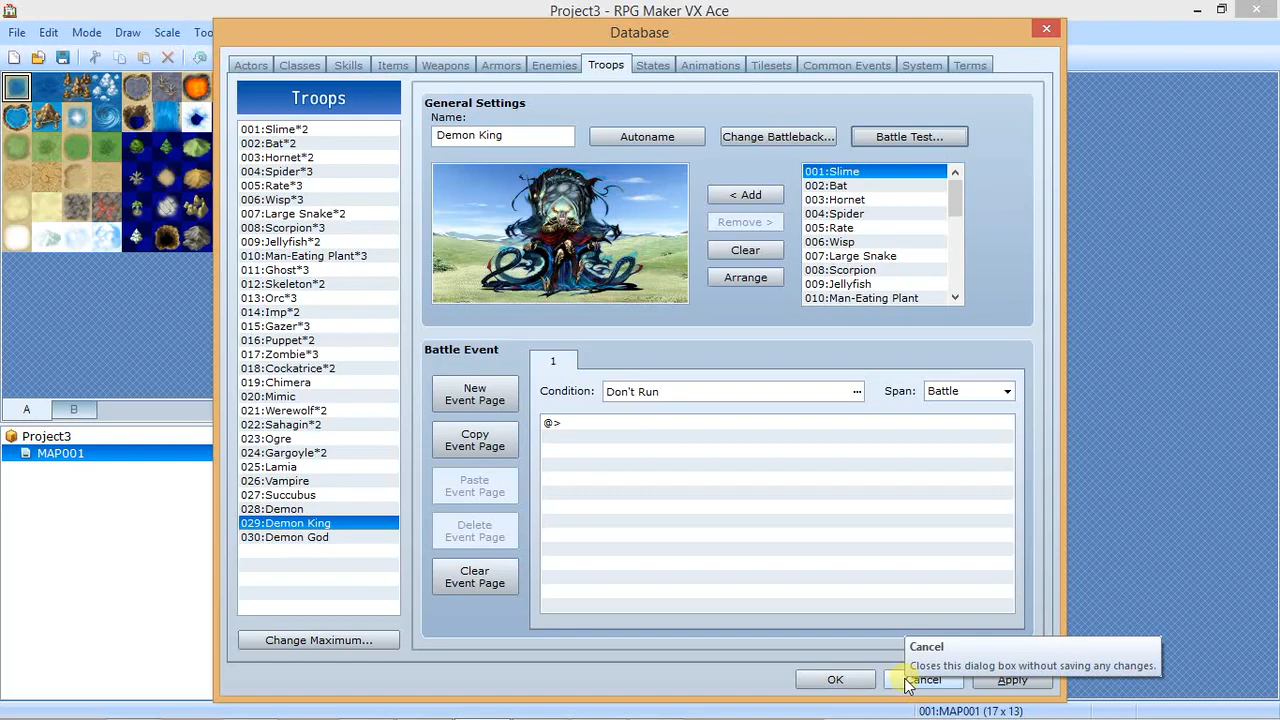 Project3 - RPG Maker VX Ace
File Edit Mode Draw Scale Too
Database
Actors Classes Skills Items Weapons Armors Enemies Troops States Animations Tilesets Common Events System Terms
Troops
001:Slime*2
002:Bat*2
003:Hornet*2
004:Spider*3
005:Rate*3
006:Wisp*3
007:Large Snake*2
008:Scorpion*3
009:Jellyfish*2
010:Man-Eating Plant*3
011:Ghost*3
012:Skeleton*2
013:Orc*3
014:Imp*2
015:Gazer*3
016:Puppet*2
017:Zombie*3
018:Cockatrice*2
019:Chimera
020:Mimic
021:Werewolf*2
022:Sahagin*2
023:Ogre
024:Gargoyle*2
025:Lamia
026:Vampire
027:Succubus
028:Demon
029:Demon King
030:Demon God
Change Maximum...
General Settings
Name:
Demon King
Autoname
Change Battleback...
Battle Test...
< Add
Remove >
Clear
Arrange
001:Slime
002:Bat
003:Hornet
004:Spider
005:Rate
006:Wisp
007:Large Snake
008:Scorpion
009:Jellyfish
010:Man-Eating Plant
Battle Event
1
New
Event Page
Copy
Event Page
Paste
Event Page
Delete
Event Page
Clear
Event Page
Condition: Don't Run ... Span: Battle
@>
Cancel
Closes this dialog box without saving any changes.
OK Cancel Apply
A B
Project3
MAP001
001:MAP001 (17 x 13)